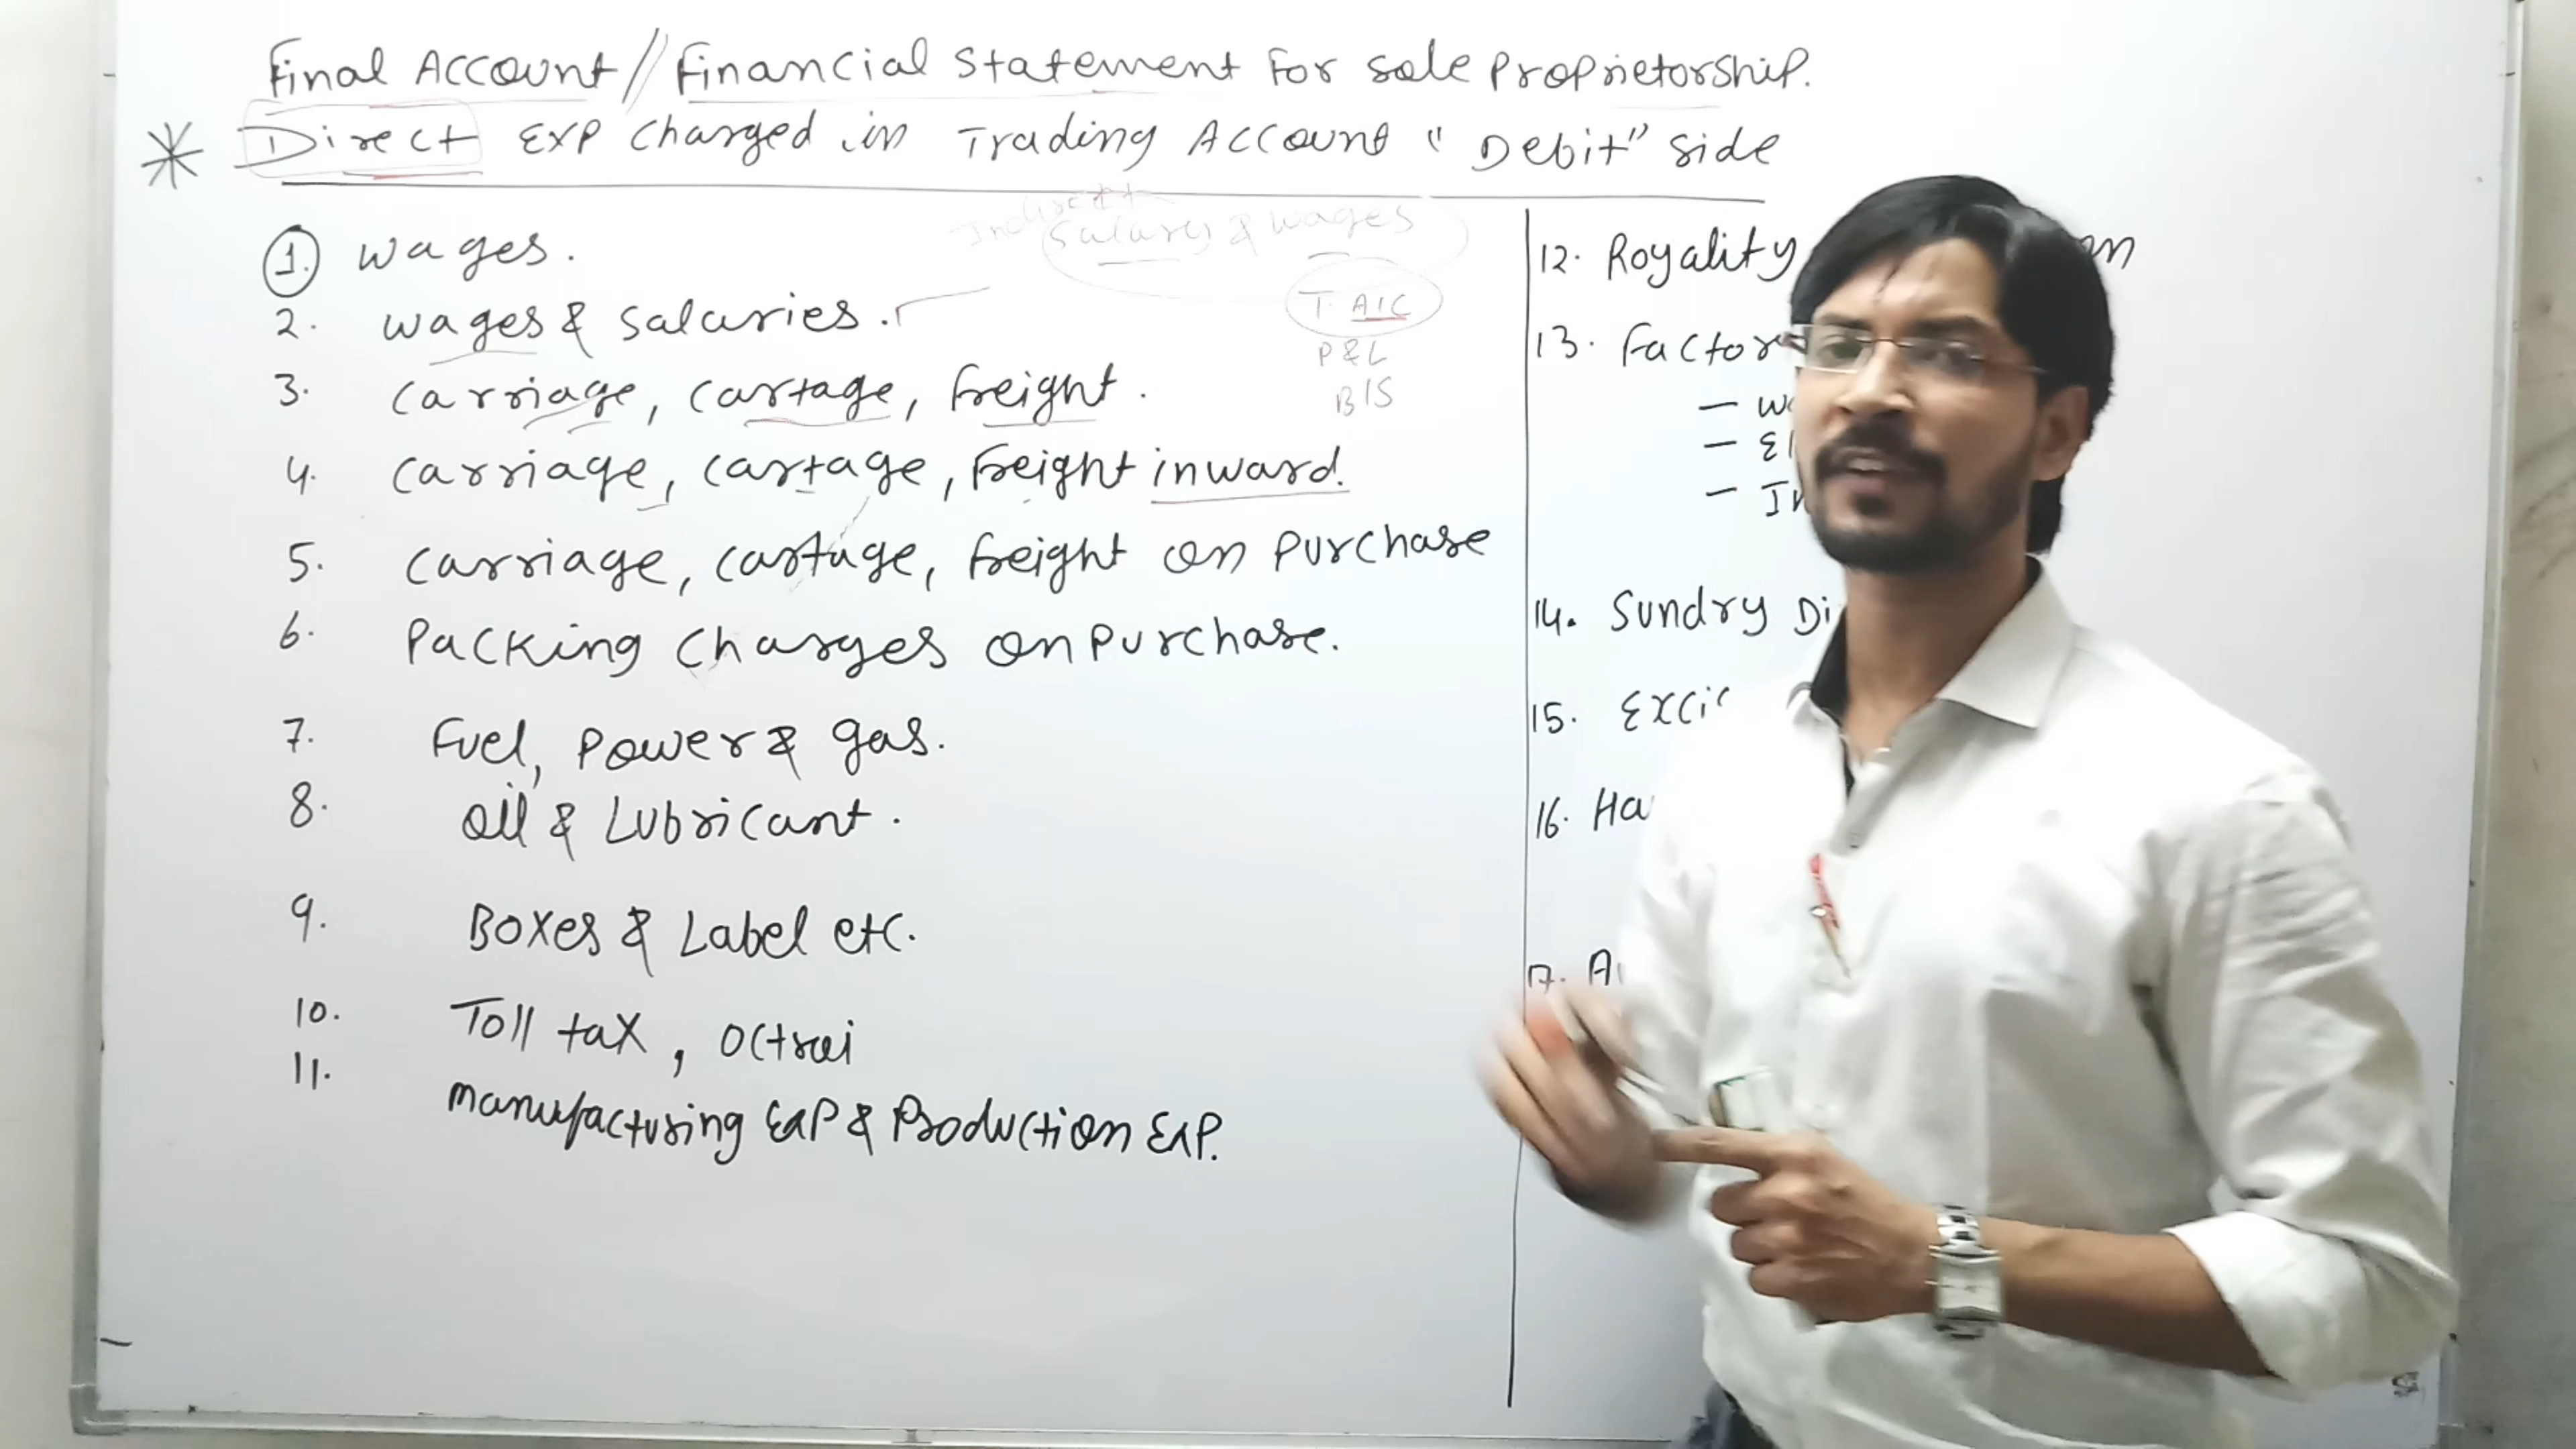 Final Account // Financial Statement For Sole Proprietorship.
Direct Exp Charged in Trading Account "Debit" side
Indirect
Salary & wages
1. wages.
2. wages & salaries.
T. A/C
P & L
B/S
3. Carriage, Cartage, Freight.
4. Carriage, Cartage, Freight inward.
5. Carriage, Cartage, Freight on Purchase
6. Packing Charges on Purchase.
7. Fuel, Power & gas.
8. Oil & Lubricant.
9. Boxes & Label etc.
10. Toll tax, Octroi
11. Manufacturing Exp & Production Exp.
12. Royality
13.
14. Sundry
15.
16.
17.